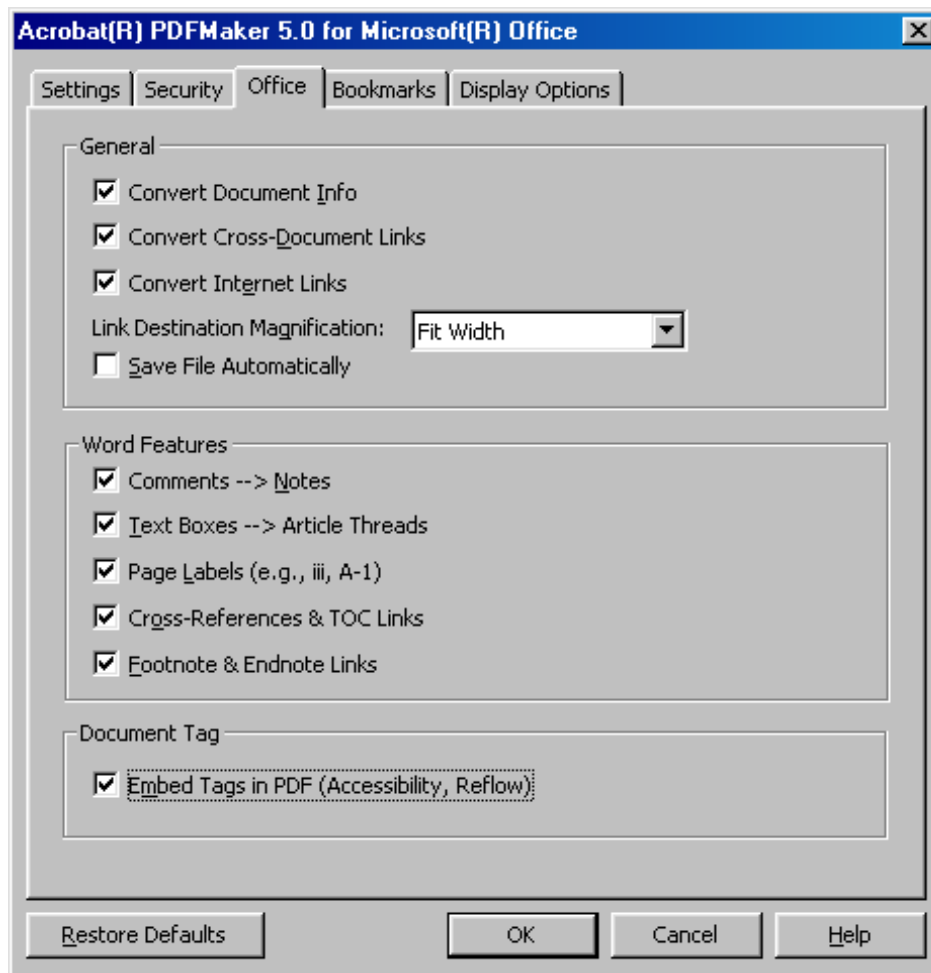 Acrobat(R) PDFMaker 5.0 for Microsoft(R) Office
Settings Security Office Bookmarks Display Options
General
Convert Document Info
Convert Cross-Document Links
Convert Internet Links
Link Destination Magnification: Fit Width
Save File Automatically
Word Features
Comments --> Notes
Text Boxes --> Article Threads
Page Labels (e.g., iii, A-1)
Cross-References & TOC Links
Footnote & Endnote Links
Document Tag
Embed Tags in PDF (Accessibility, Reflow)
Restore Defaults OK Cancel Help